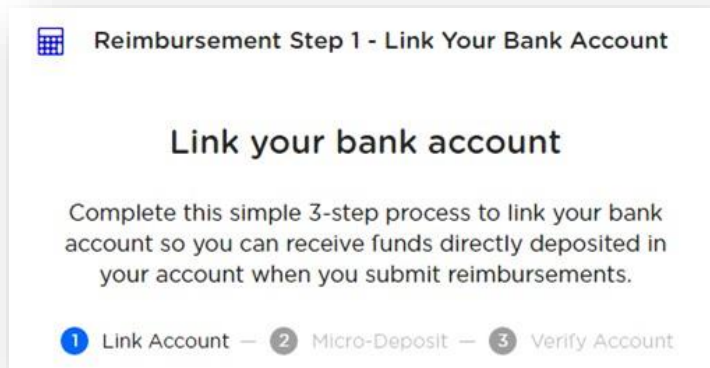 Reimbursement Step 1 - Link Your Bank Account
Link your bank account
Complete this simple 3-step process to link your bank
account so you can receive funds directly deposited in
your account when you submit reimbursements.
1 Link Account — 2 Micro-Deposit — 3 Verify Account